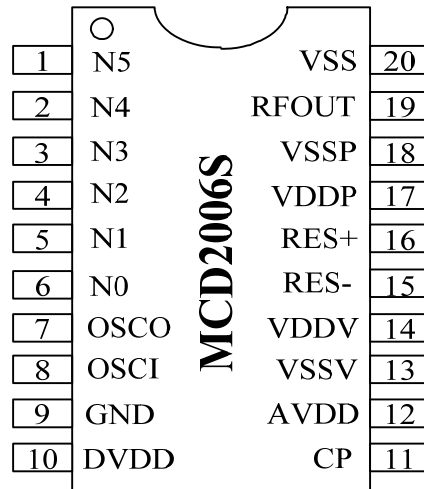 1 N5 VSS 20
2 N4 RFOUT 19
3 N3 VSSP 18
4 N2 VDDP 17
5 N1 RES+ 16
6 N0 RES- 15
7 OSCO VDDV 14
8 OSCI VSSV 13
9 GND AVDD 12
10 DVDD CP 11
MCD2006S